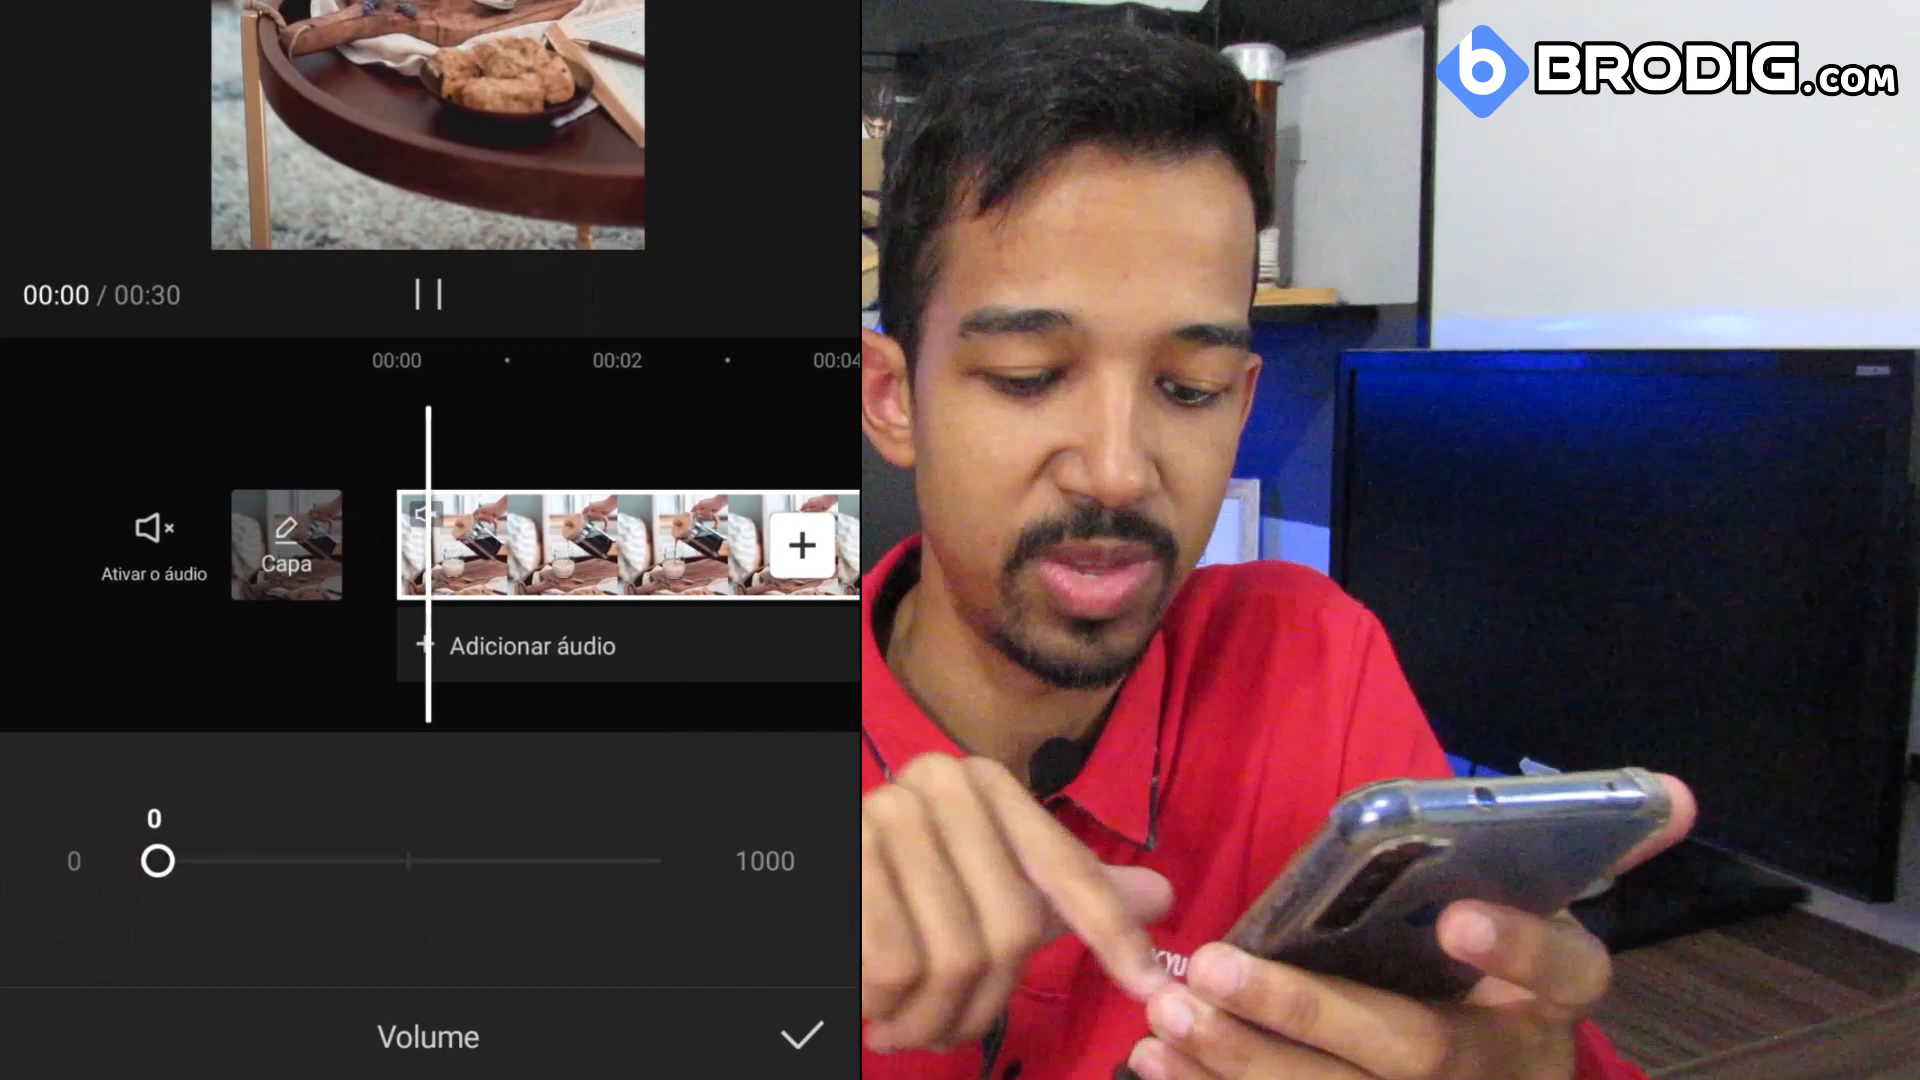 BRODIG.COM
00:00 / 00:30
00:00
00:02
00:04
Ativar o áudio
Capa
Adicionar áudio
0
0
1000
Volume